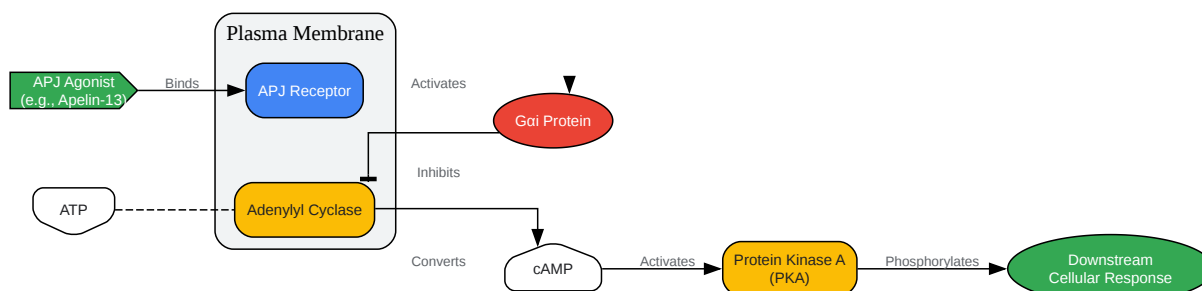 Plasma Membrane
APJ Agonist
(e.g., Apelin-13)
Binds
APJ Receptor
Activates
Gαi Protein
Inhibits
ATP
Adenylyl Cyclase
Converts
cAMP
Activates
Protein Kinase A
(PKA)
Phosphorylates
Downstream
Cellular Response